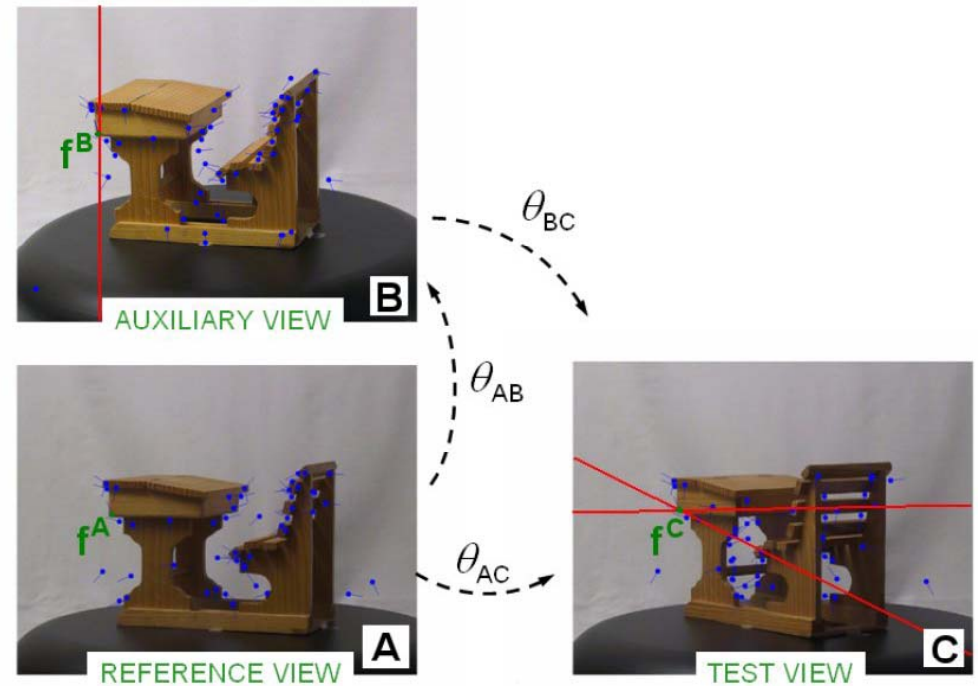 f^B
θ_BC
B
AUXILIARY VIEW
θ_AB
f^A
f^C
θ_AC
A
C
REFERENCE VIEW
TEST VIEW